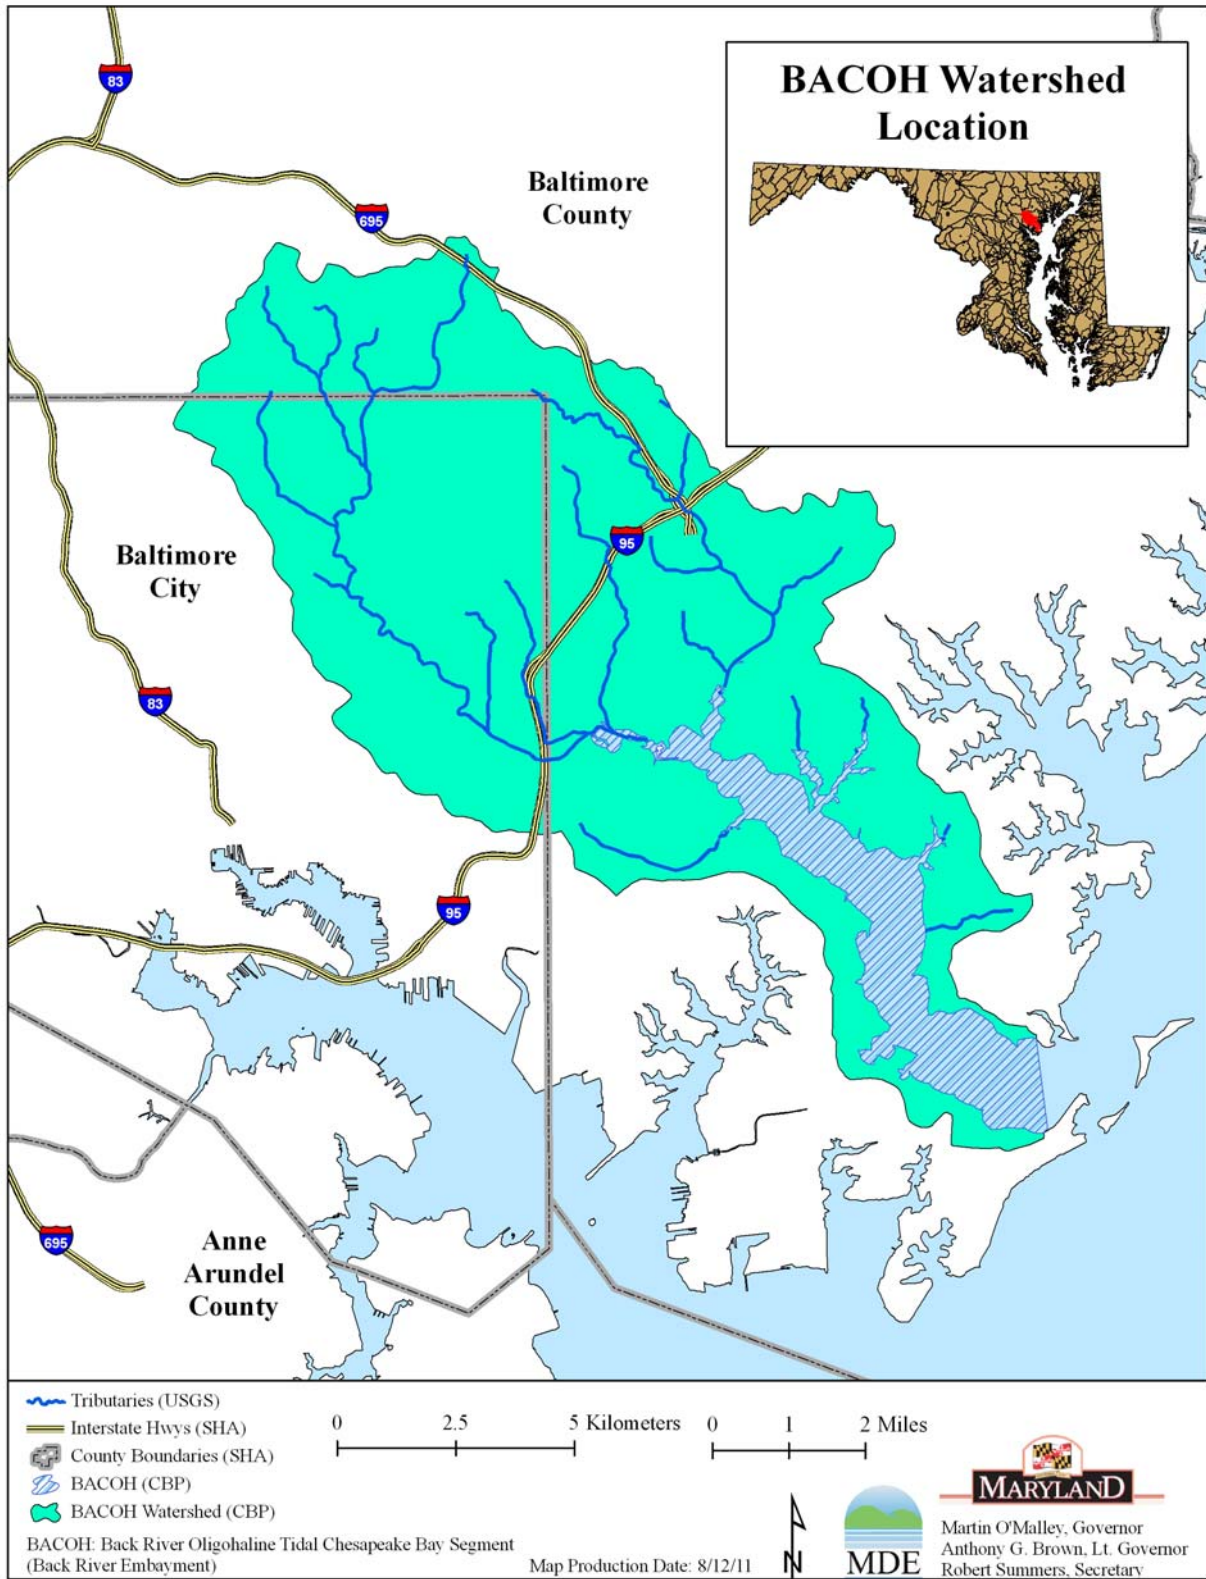 83
BACOH Watershed
Location
Baltimore
County
695
95
Baltimore
City
83
95
695
Anne
Arundel
County
Tributaries (USGS)
Interstate Hwys (SHA)
County Boundaries (SHA)
BACOH (CBP)
BACOH Watershed (CBP)
BACOH: Back River Oligohaline Tidal Chesapeake Bay Segment
(Back River Embayment)
0 2.5 5 Kilometers
0 1 2 Miles
Map Production Date: 8/12/11
N
MDE
MARYLAND
Martin O'Malley, Governor
Anthony G. Brown, Lt. Governor
Robert Summers, Secretary